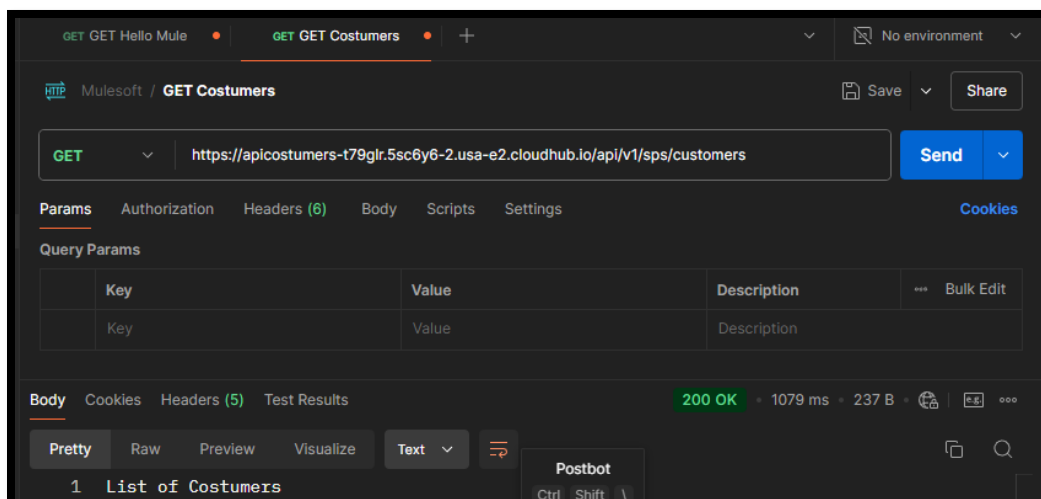 GET GET Hello Mule GET GET Costumers No environment
HTTP Mulesoft / GET Costumers Save Share
GET https://apicostumers-t79glr.5sc6y6-2.usa-e2.cloudhub.io/api/v1/sps/customers Send
Params Authorization Headers (6) Body Scripts Settings Cookies
Query Params
Key Value Description Bulk Edit
Key Value Description
Body Cookies Headers (5) Test Results 200 OK 1079 ms 237 B e.g.
Pretty Raw Preview Visualize Text
Postbot
1 List of Costumers
Ctrl Shift \